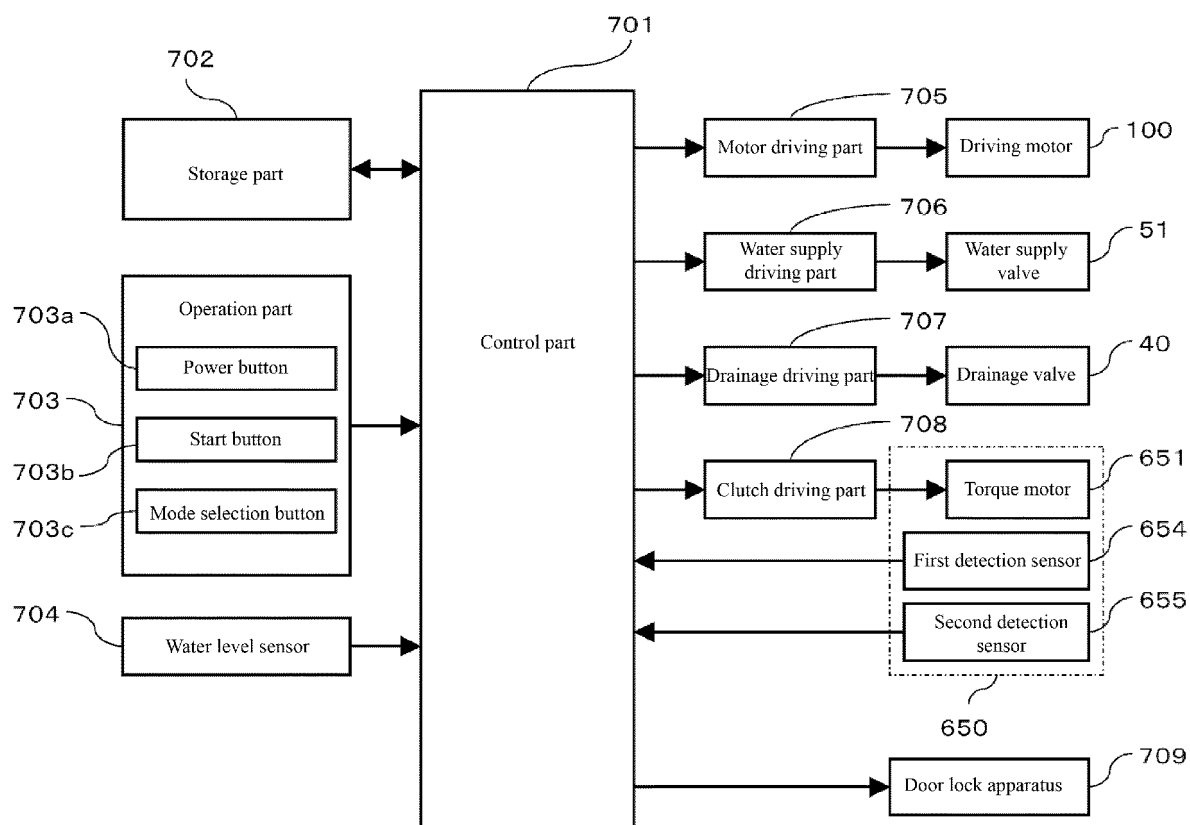 701
702
705
100
Storage part
Motor driving part
Driving motor
706
51
Water supply
driving part
Water supply
valve
703a
Operation part
Power button
703
Start button
703b
Mode selection button
703c
Control part
707
40
Drainage driving part
Drainage valve
708
651
Clutch driving part
Torque motor
654
First detection sensor
655
Second detection
sensor
704
Water level sensor
650
709
Door lock apparatus